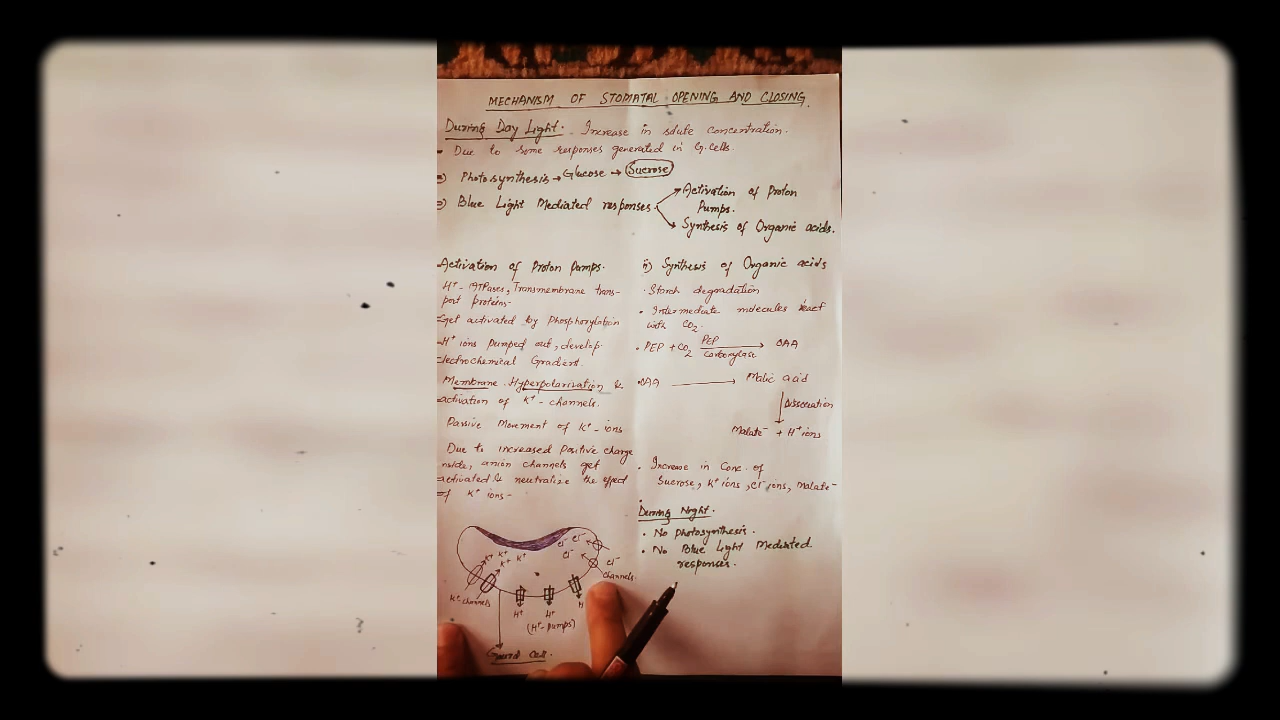 MECHANISM OF STOMATAL OPENING AND CLOSING
During Day Light. Increase in solute concentration.
Due to some responses generated in G.cells.
Photosynthesis → Glucose → Sucrose
Blue Light Mediated responses
Activation of Proton
Pumps.
Synthesis of Organic acids.
Activation of Proton Pumps.
H+ - ATPases, Transmembrane trans-
port proteins-
Get activated by Phosphorylation
H+ ions pumped out, develop-
lectrochemical Gradient.
Membrane Hyperpolarization &
activation of K+ - channels.
Passive Movement of K+ - ions
Due to increased Positive charge
nside, anion channels get
activated & neutralize the effect
of K+ ions -
ii) Synthesis of Organic acids
· Starch degradation
· Intermediate molecules react
with CO2.
· PEP + CO2 PEP Carboxylase → OAA
·OAA → Malic acid
Dissociation
Malate- + H+ ions
· Increase in Conc. of
Sucrose, K+ ions, Cl- ions, Malate-
During Night.
· No photosynthesis.
· No Blue Light Mediated
responses.
Cl- Cl-
Cl- Cl-
K+ K+
K+ K+ K+
Cl-
channels.
K+ channels
H+ H+ H
(H+ - Pumps)
Guard Cell.